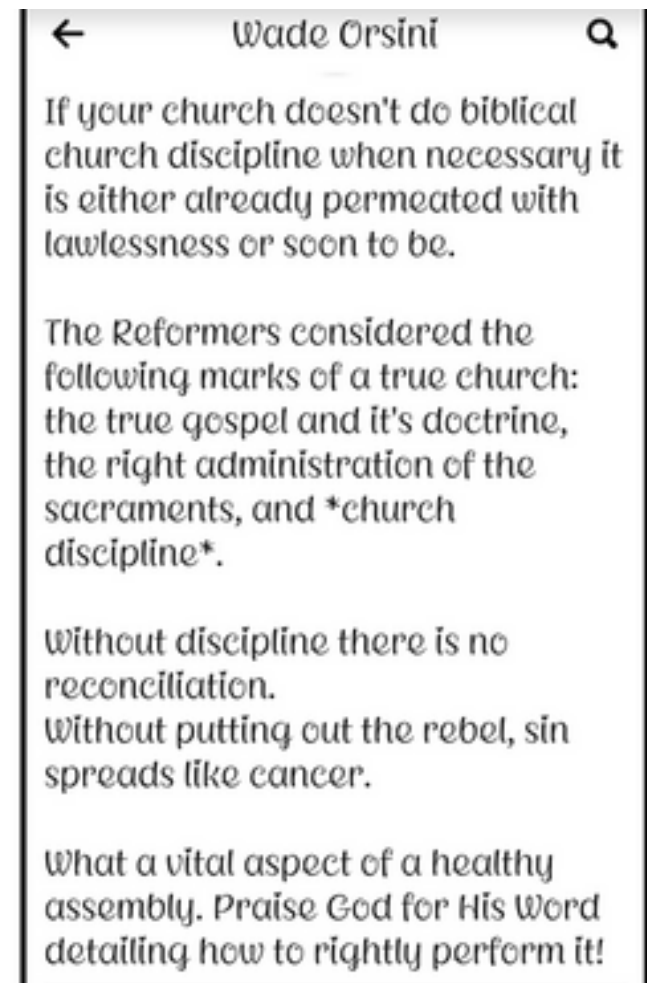 Wade Orsini
If your church doesn't do biblical
church discipline when necessary it
is either already permeated with
lawlessness or soon to be.
The Reformers considered the
following marks of a true church:
the true gospel and it's doctrine,
the right administration of the
sacraments, and *church
discipline*.
Without discipline there is no
reconciliation.
Without putting out the rebel, sin
spreads like cancer.
What a vital aspect of a healthy
assembly. Praise God for His Word
detailing how to rightly perform it!